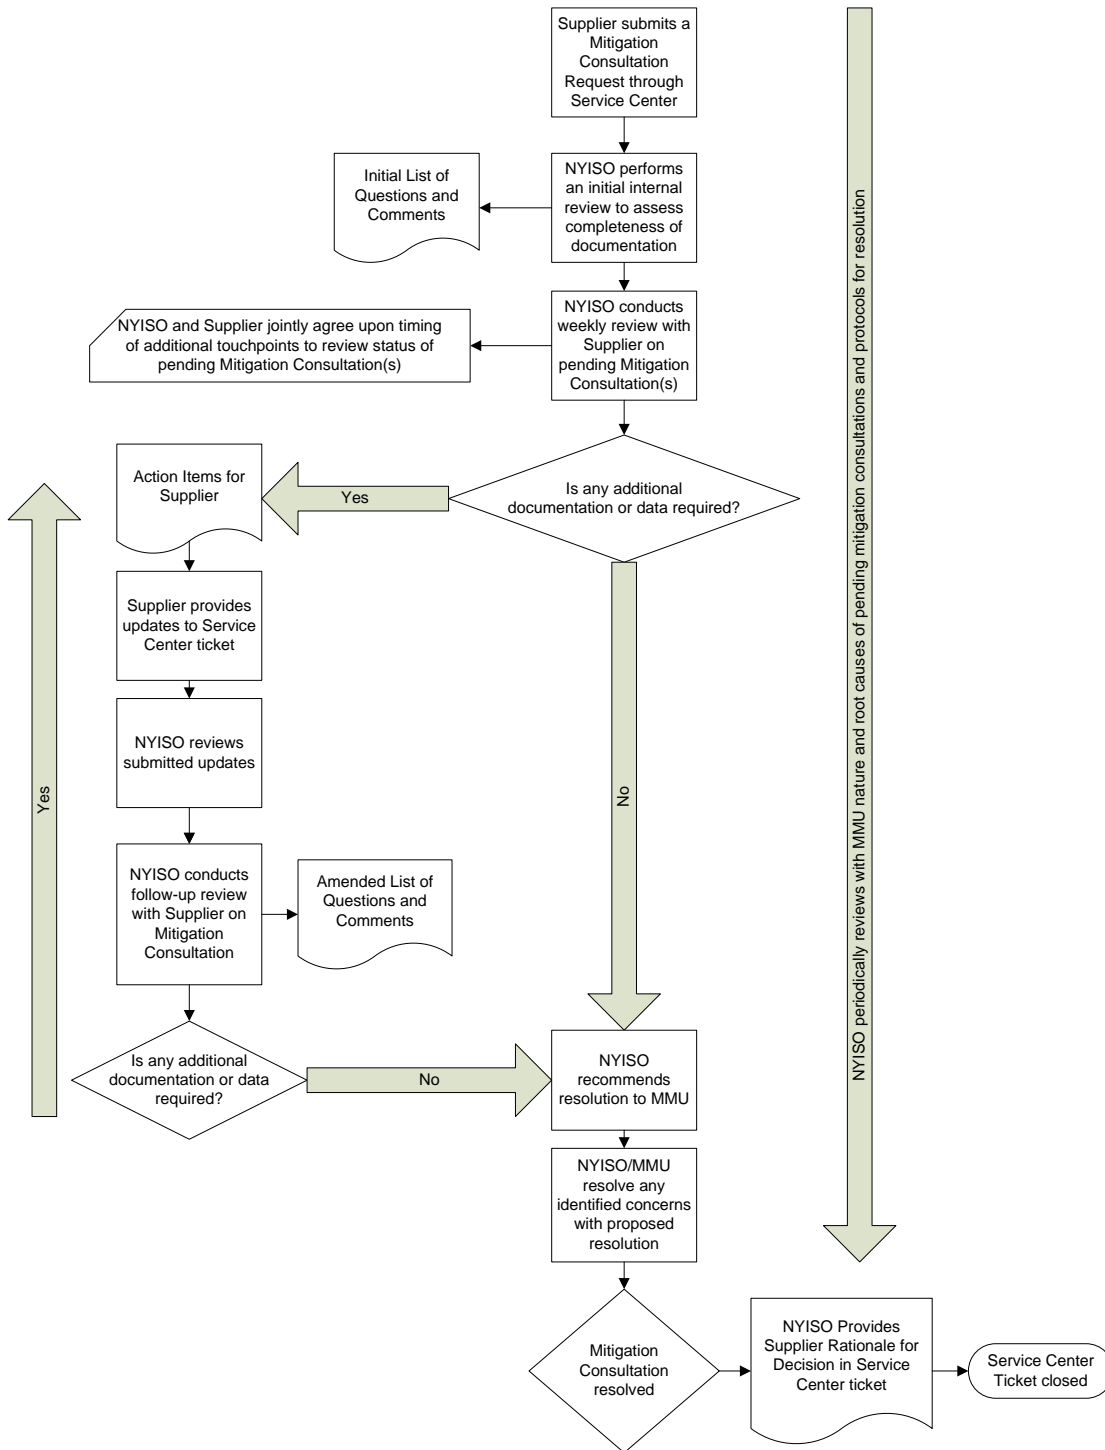 Supplier submits a
Mitigation
Consultation
Request through
Service Center
NYISO performs
an initial internal
review to assess
completeness of
documentation
Initial List of
Questions and
Comments
NYISO conducts
weekly review with
Supplier on
pending Mitigation
Consultation(s)
NYISO and Supplier jointly agree upon timing
of additional touchpoints to review status of
pending Mitigation Consultation(s)
Is any additional
documentation or data required?
Yes
Action Items for
Supplier
Supplier provides
updates to Service
Center ticket
NYISO reviews
submitted updates
NYISO conducts
follow-up review
with Supplier on
Mitigation
Consultation
Amended List of
Questions and
Comments
Is any additional
documentation or data
required?
Yes
No
No
NYISO
recommends
resolution to MMU
NYISO/MMU
resolve any
identified concerns
with proposed
resolution
Mitigation
Consultation
resolved
NYISO Provides
Supplier Rationale for
Decision in Service
Center ticket
Service Center
Ticket closed
NYISO periodically reviews with MMU nature and root causes of pending mitigation consultations and protocols for resolution